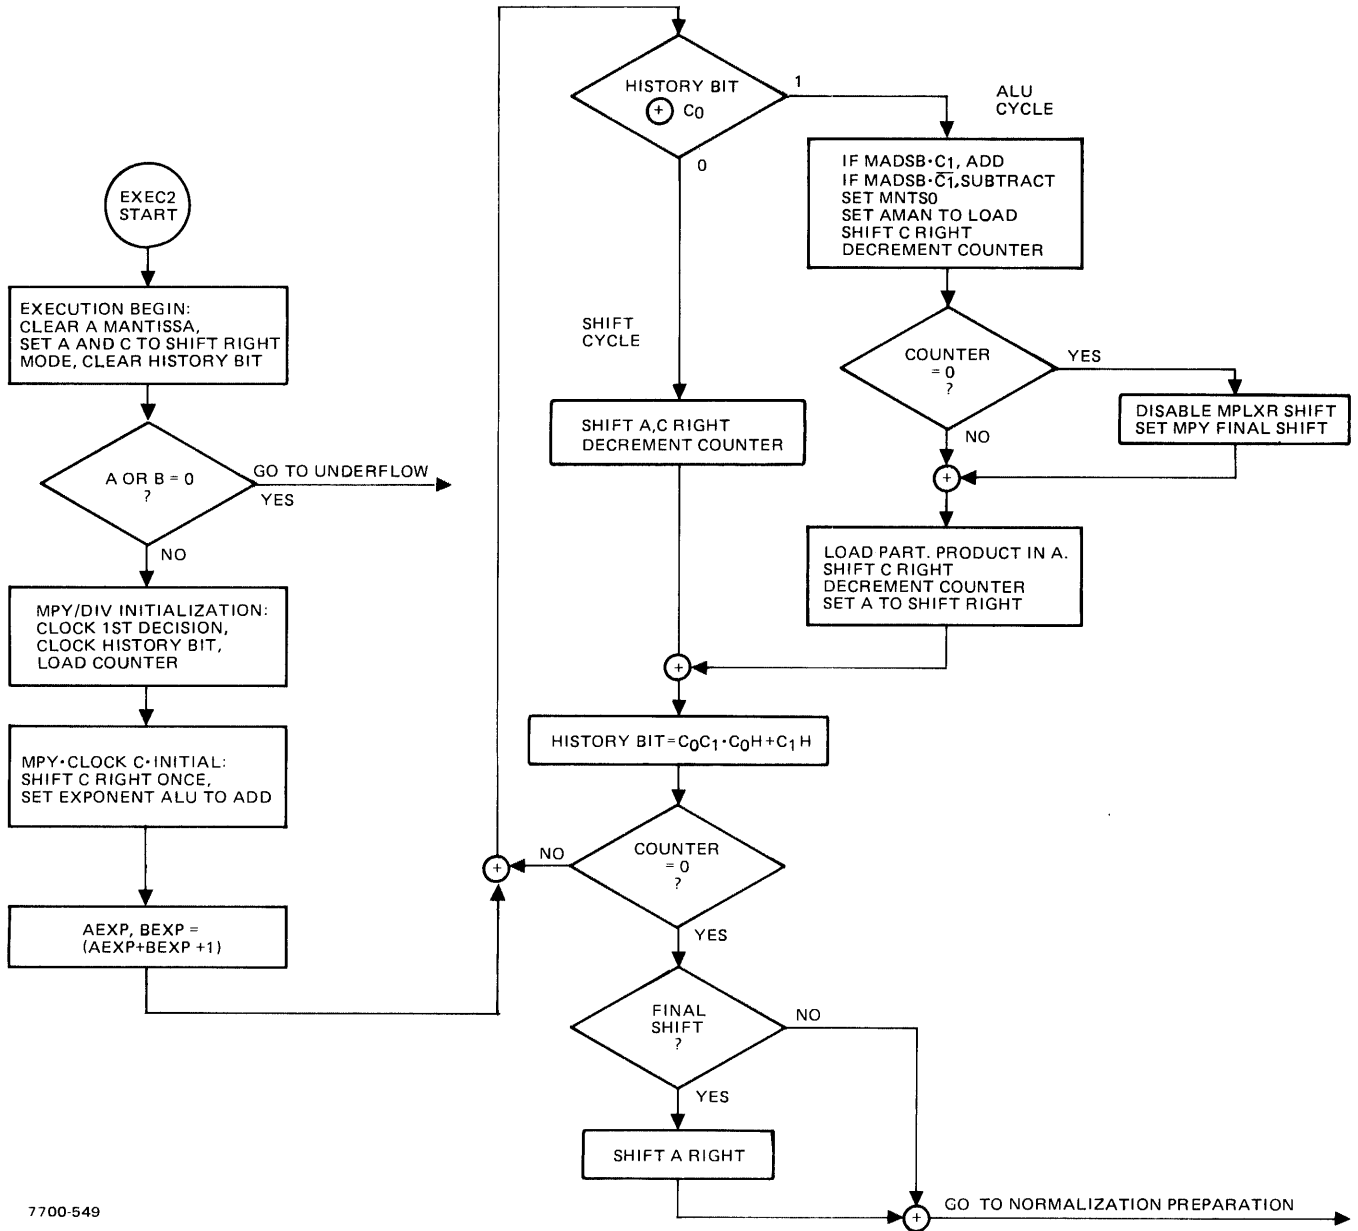 EXEC2
START
EXECUTION BEGIN:
CLEAR A MANTISSA,
SET A AND C TO SHIFT RIGHT
MODE, CLEAR HISTORY BIT
A OR B = 0
?
GO TO UNDERFLOW
YES
NO
MPY/DIV INITIALIZATION:
CLOCK 1ST DECISION,
CLOCK HISTORY BIT,
LOAD COUNTER
MPY·CLOCK C·INITIAL:
SHIFT C RIGHT ONCE,
SET EXPONENT ALU TO ADD
AEXP, BEXP =
(AEXP+BEXP +1)
HISTORY BIT
⊕ C₀
1
0
ALU
CYCLE
IF MADSB·C₁, ADD
IF MADSB·C̅₁, SUBTRACT
SET MNTS0
SET AMAN TO LOAD
SHIFT C RIGHT
DECREMENT COUNTER
SHIFT
CYCLE
COUNTER
= 0
?
YES
NO
DISABLE MPLXR SHIFT
SET MPY FINAL SHIFT
SHIFT A,C RIGHT
DECREMENT COUNTER
+
LOAD PART. PRODUCT IN A.
SHIFT C RIGHT
DECREMENT COUNTER
SET A TO SHIFT RIGHT
+
HISTORY BIT=C₀C₁·C₀H+C₁H
COUNTER
= 0
?
NO
+
YES
FINAL
SHIFT
?
NO
YES
SHIFT A RIGHT
+
GO TO NORMALIZATION PREPARATION
7700-549